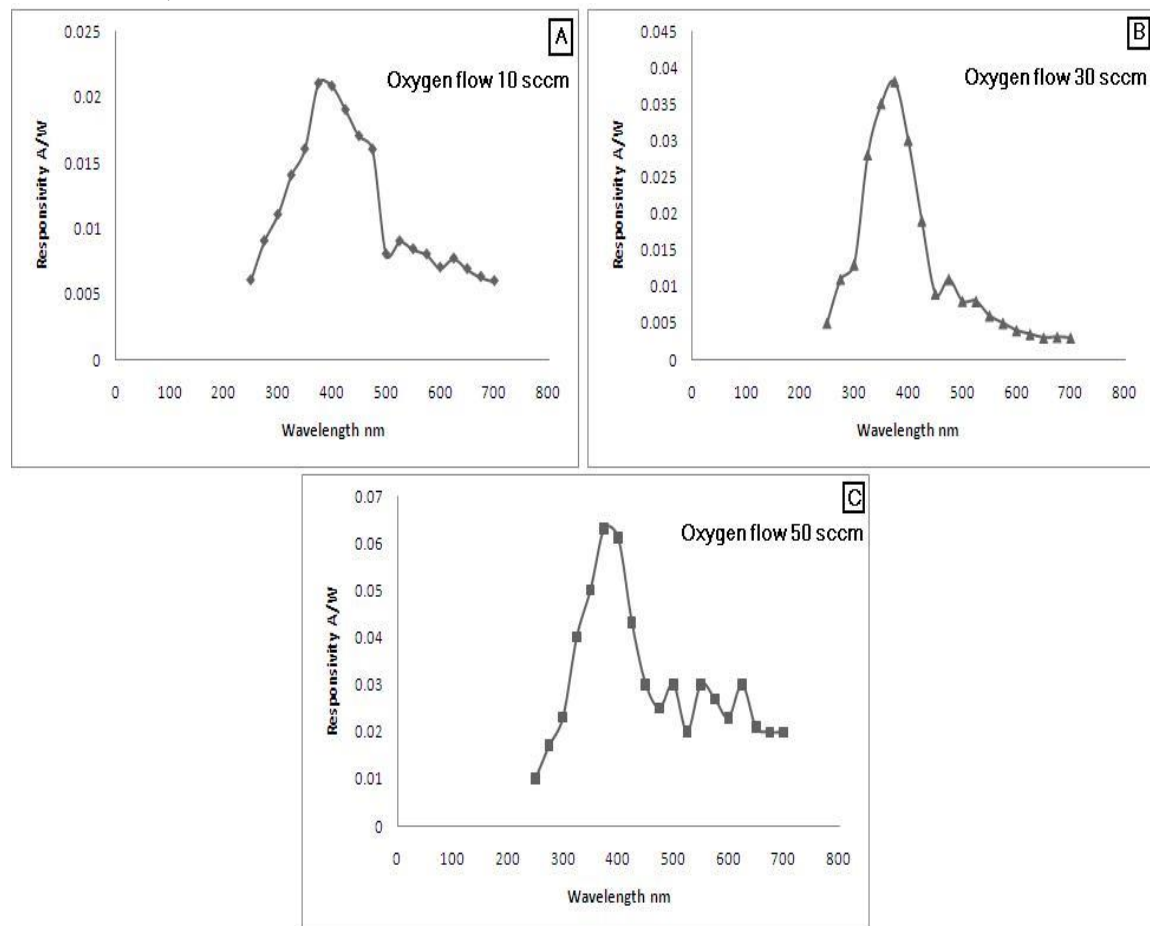 A
Oxygen flow 10 sccm
0.025
0.02
0.015
0.01
0.005
0
Responsivity A/W
0 100 200 300 400 500 600 700 800
Wavelength nm
B
Oxygen flow 30 sccm
0.045
0.04
0.035
0.03
0.025
0.02
0.015
0.01
0.005
0
Responsivity A/W
0 100 200 300 400 500 600 700 800
Wavelength nm
C
Oxygen flow 50 sccm
0.07
0.06
0.05
0.04
0.03
0.02
0.01
0
Responsivity A/W
0 100 200 300 400 500 600 700 800
Wavelength nm